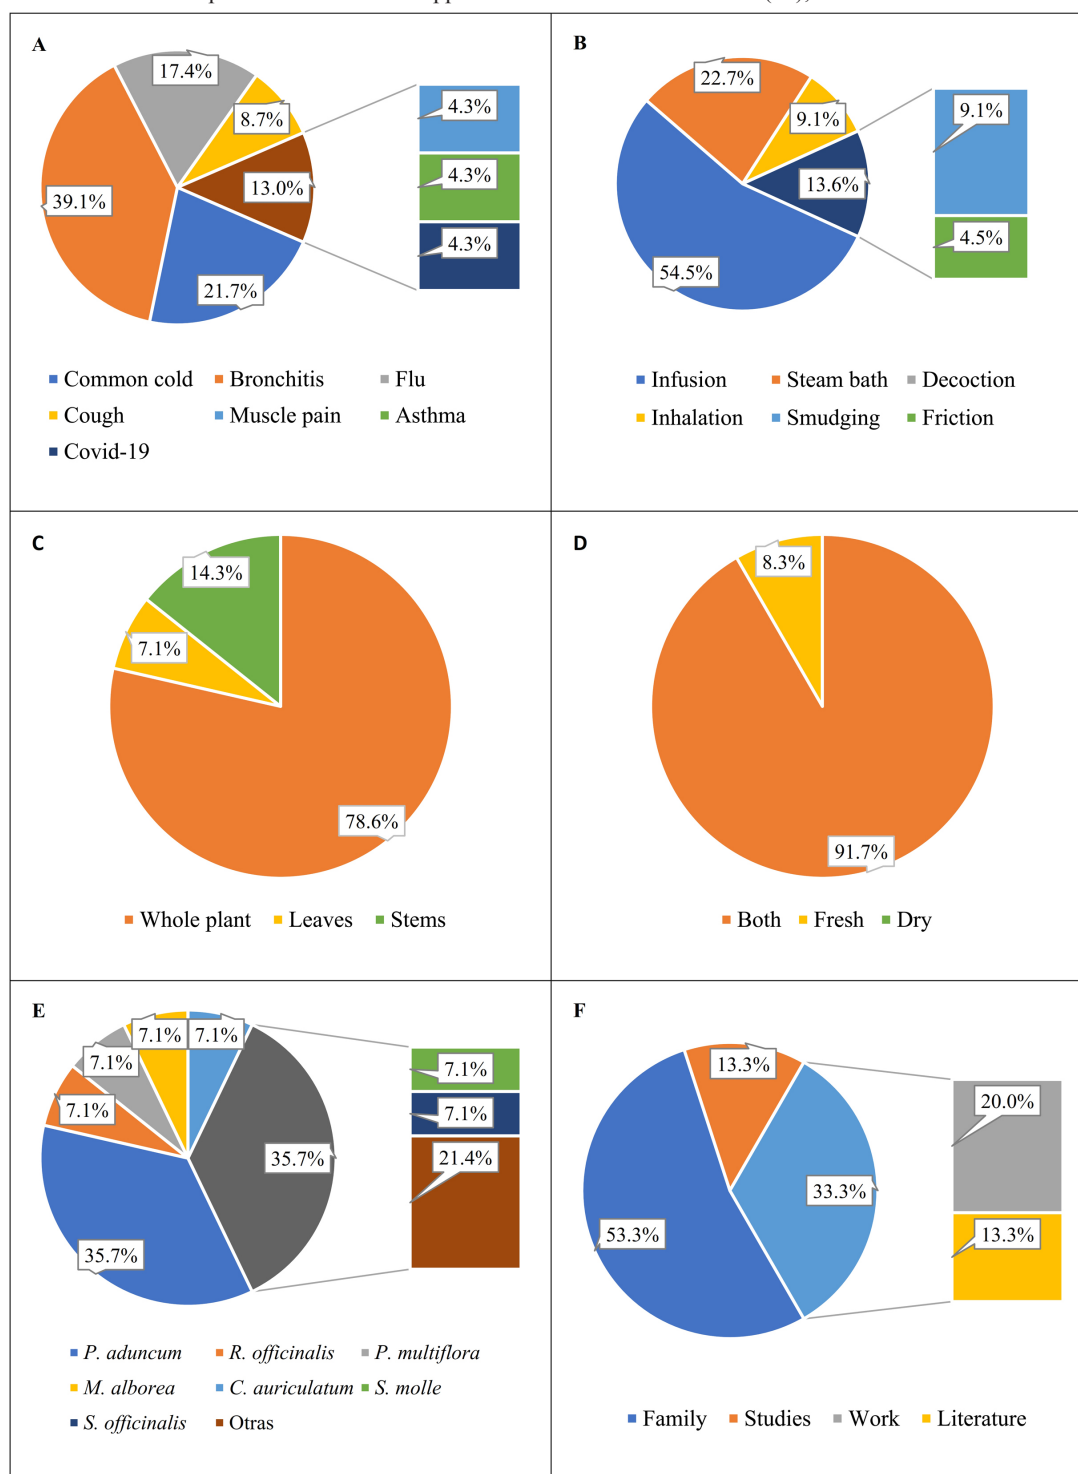 A
17.4%
8.7%
4.3%
4.3%
13.0%
39.1%
4.3%
21.7%
Common cold Bronchitis Flu
Cough Muscle pain Asthma
Covid-19
B
22.7%
9.1%
9.1%
13.6%
4.5%
54.5%
Infusion Steam bath Decoction
Inhalation Smudging Friction
C
14.3%
7.1%
78.6%
Whole plant Leaves Stems
D
8.3%
91.7%
Both Fresh Dry
E
7.1% 7.1%
7.1%
7.1%
7.1%
7.1%
35.7%
21.4%
35.7%
P. aduncum R. officinalis P. multiflora
M. alborea C. auriculatum S. molle
S. officinalis Otras
F
13.3%
20.0%
33.3%
53.3%
13.3%
Family Studies Work Literature